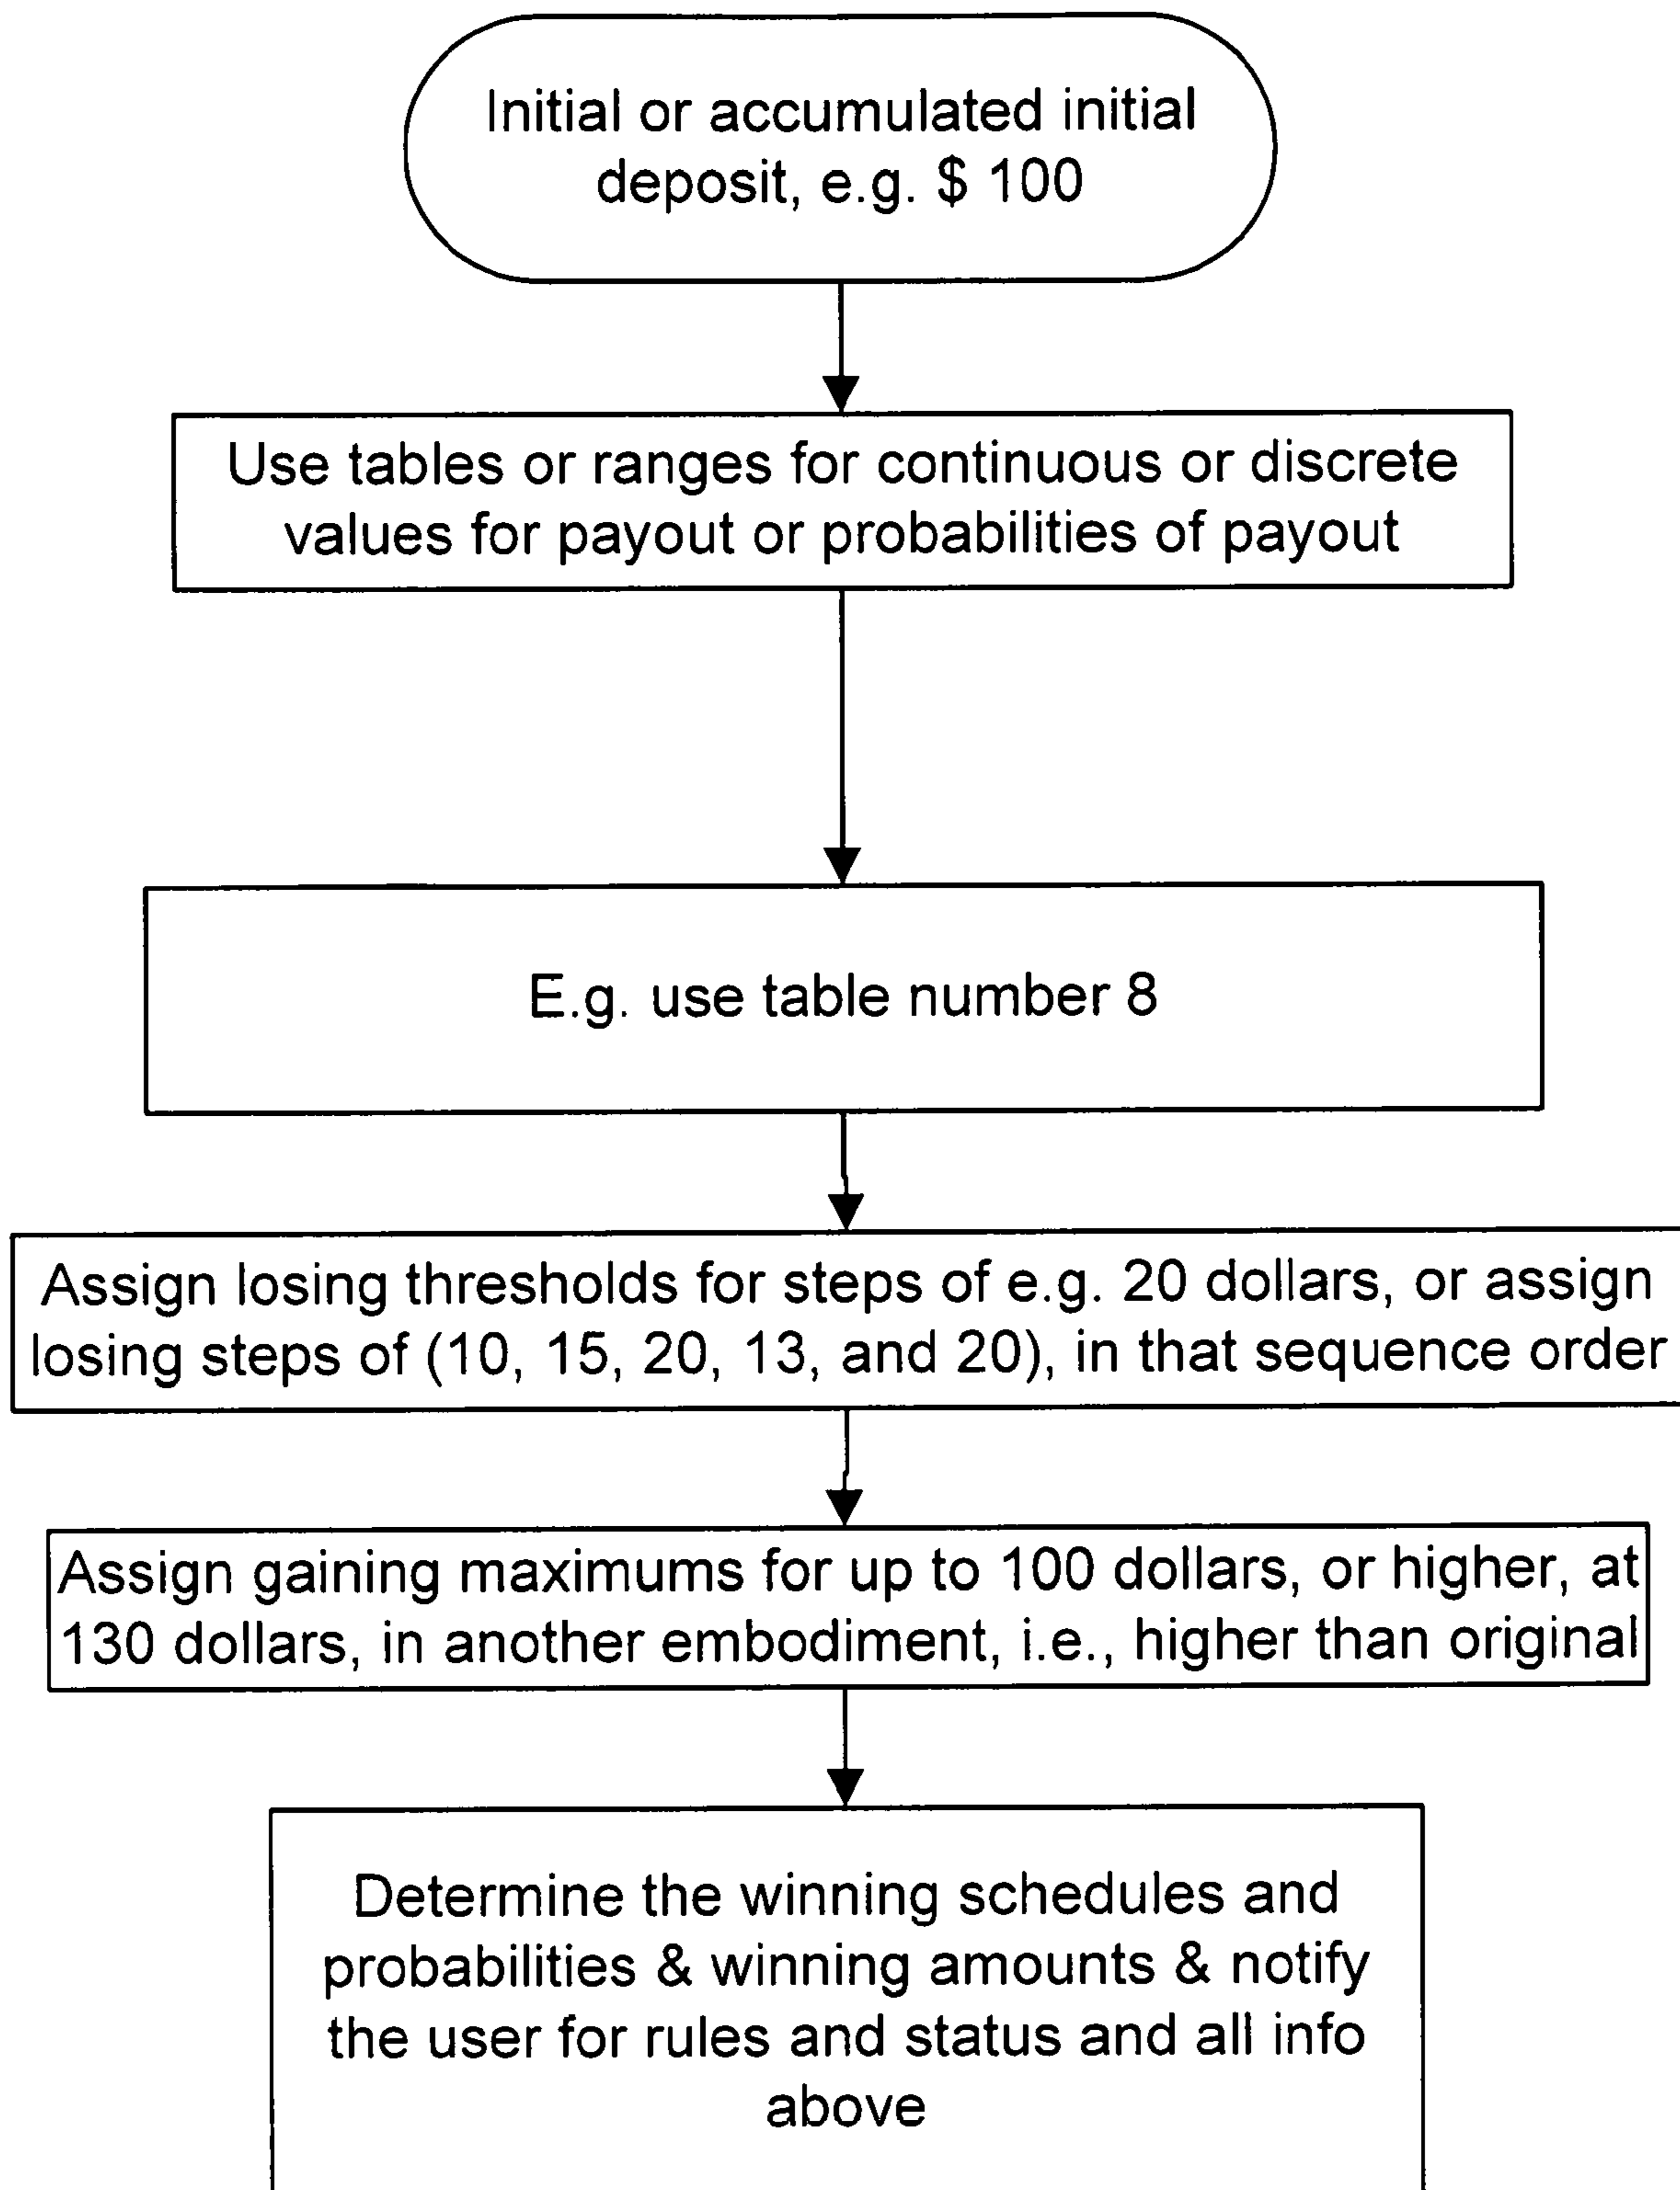 Initial or accumulated initial
deposit, e.g. $ 100
Use tables or ranges for continuous or discrete
values for payout or probabilities of payout
E.g. use table number 8
Assign losing thresholds for steps of e.g. 20 dollars, or assign
losing steps of (10, 15, 20, 13, and 20), in that sequence order
Assign gaining maximums for up to 100 dollars, or higher, at
130 dollars, in another embodiment, i.e., higher than original
Determine the winning schedules and
probabilities & winning amounts & notify
the user for rules and status and all info
above